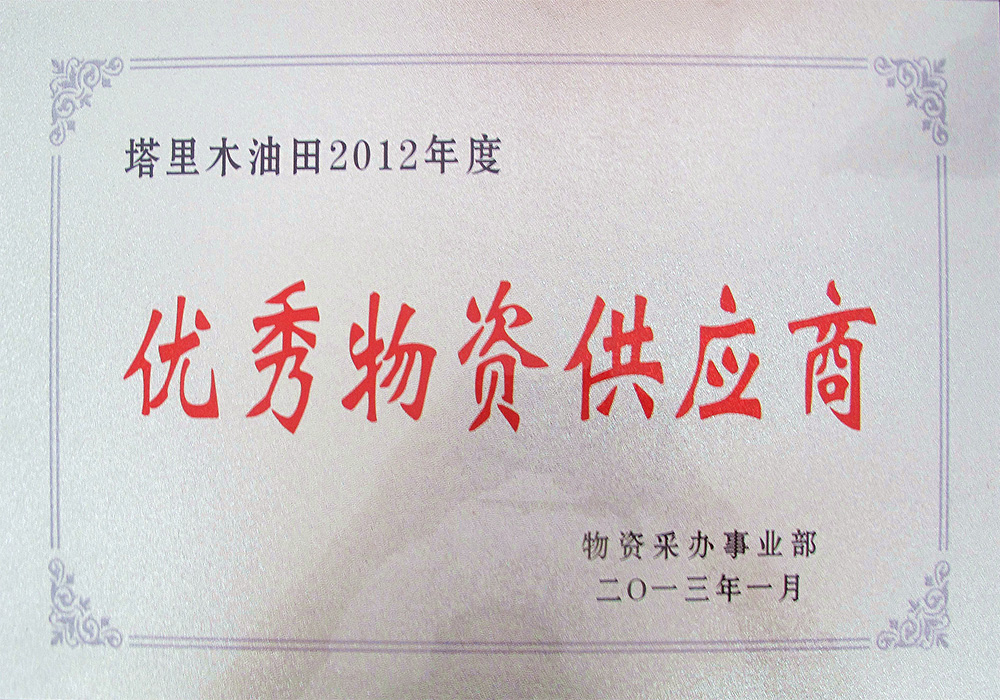 塔里木油田2012年度
优秀物资供应商
物资采办事业部
二〇一三年一月